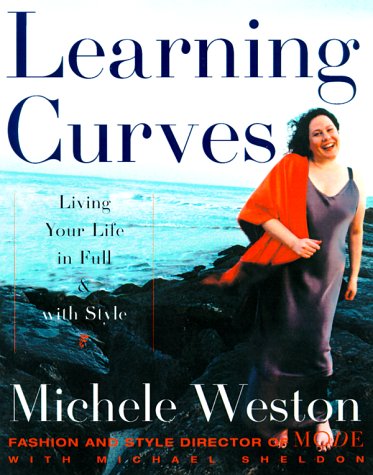 Learning
Curves
Living
Your Life
in Full
&
with Style
Michele Weston
FASHION AND STYLE DIRECTOR OF MODE
WITH MICHAEL SHELDON